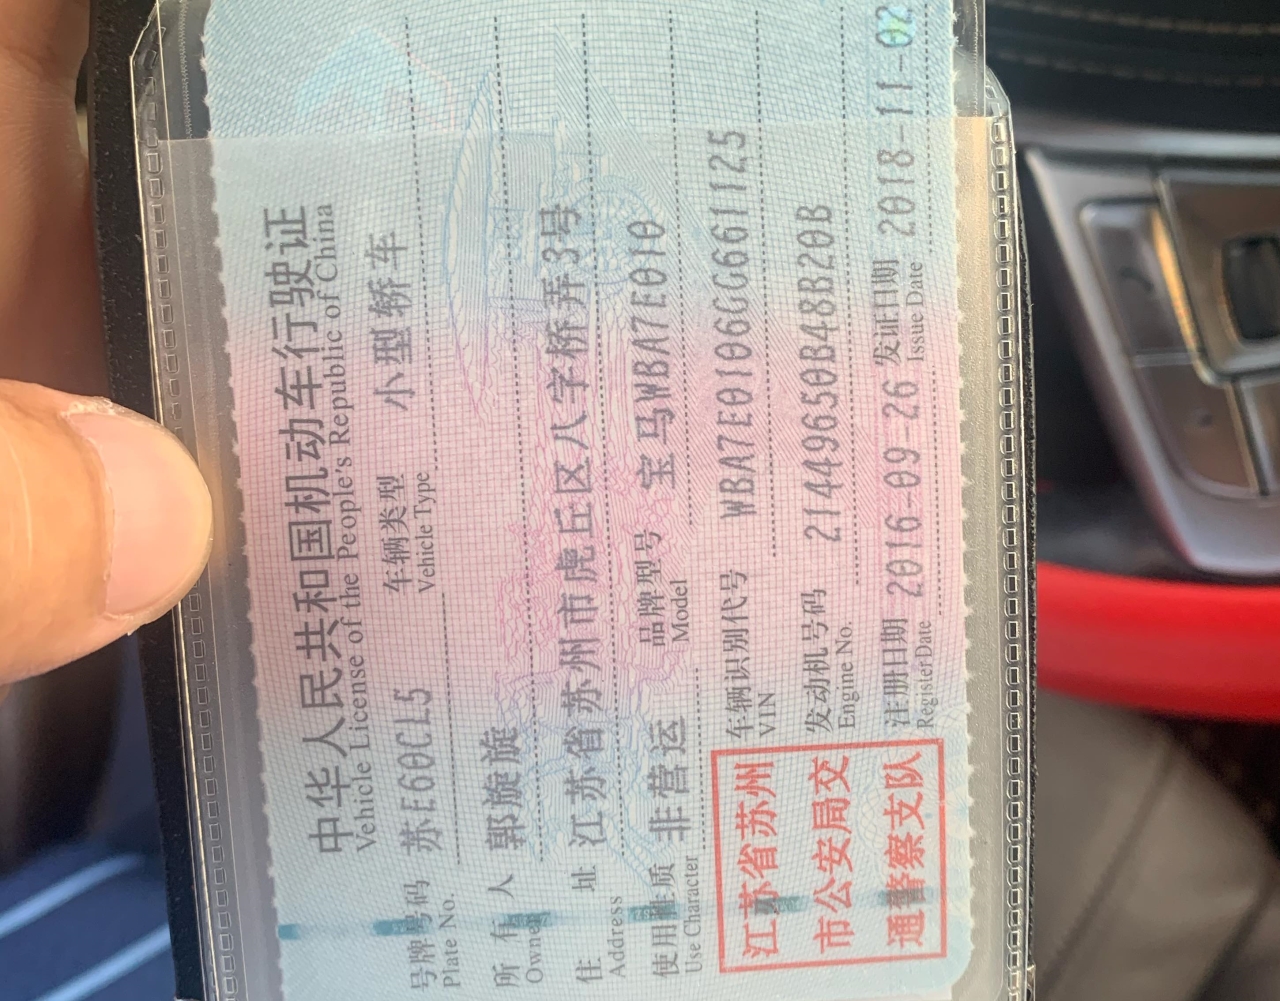 中华人民共和国机动车行驶证
Vehicle License of the People's Republic of China
号牌号码 苏E60CL5 车辆类型 小型轿车
Plate No. Vehicle Type
所有人 郭旋旋
Owner
住址 江苏省苏州市虎丘区八字桥弄3号
Address
使用性质 非营运 品牌型号 宝马WBA7E010
Use Character Model
车辆识别代号 WBA7E0106GG661125
VIN
发动机号码 21449650B48B20B
Engine No.
注册日期 2016-09-26 发证日期 2018-11-02
Register Date Issue Date
江苏省苏州
市公安局交
通警察支队